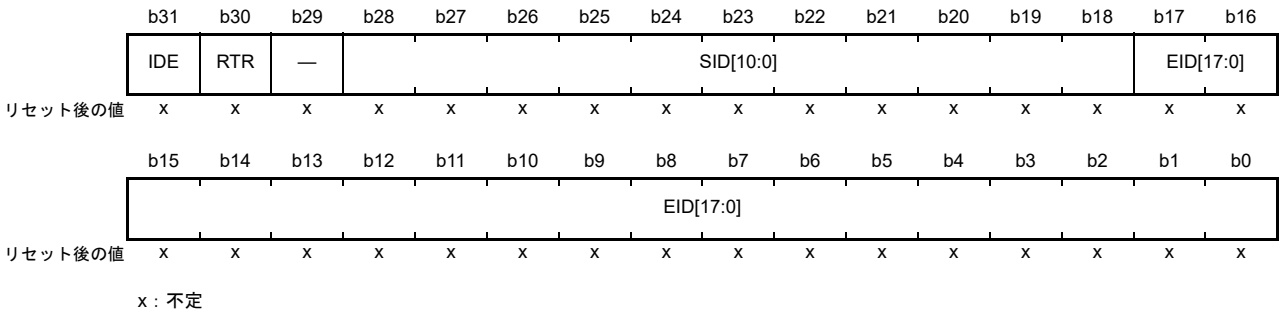 b31 b30 b29 b28 b27 b26 b25 b24 b23 b22 b21 b20 b19 b18 b17 b16
IDE RTR — SID[10:0] EID[17:0]
リセット後の値 x x x x x x x x x x x x x x x x
b15 b14 b13 b12 b11 b10 b9 b8 b7 b6 b5 b4 b3 b2 b1 b0
EID[17:0]
リセット後の値 x x x x x x x x x x x x x x x x
x：不定